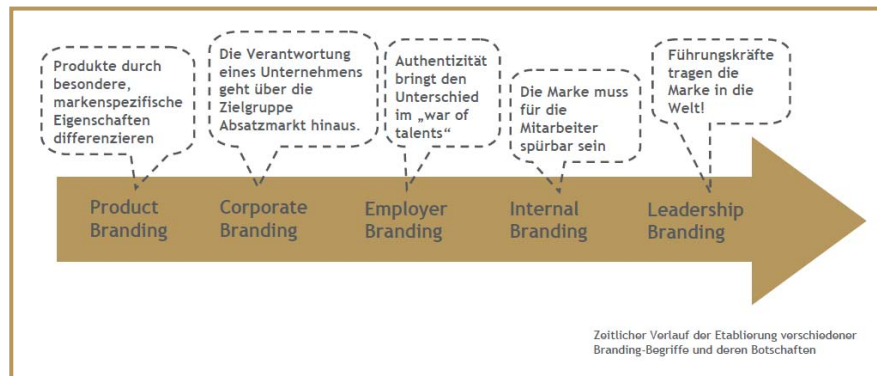 Produkte durch
besondere,
markenspezifische
Eigenschaften
differenzieren
Die Verantwortung
eines Unternehmens
geht über die
Zielgruppe
Absatzmarkt hinaus.
Authentizität
bringt den
Unterschied
im „war of
talents“
Die Marke muss
für die
Mitarbeiter
spürbar sein
Führungskräfte
tragen die
Marke in die
Welt!
Product
Branding
Corporate
Branding
Employer
Branding
Internal
Branding
Leadership
Branding
Zeitlicher Verlauf der Etablierung verschiedener
Branding-Begriffe und deren Botschaften